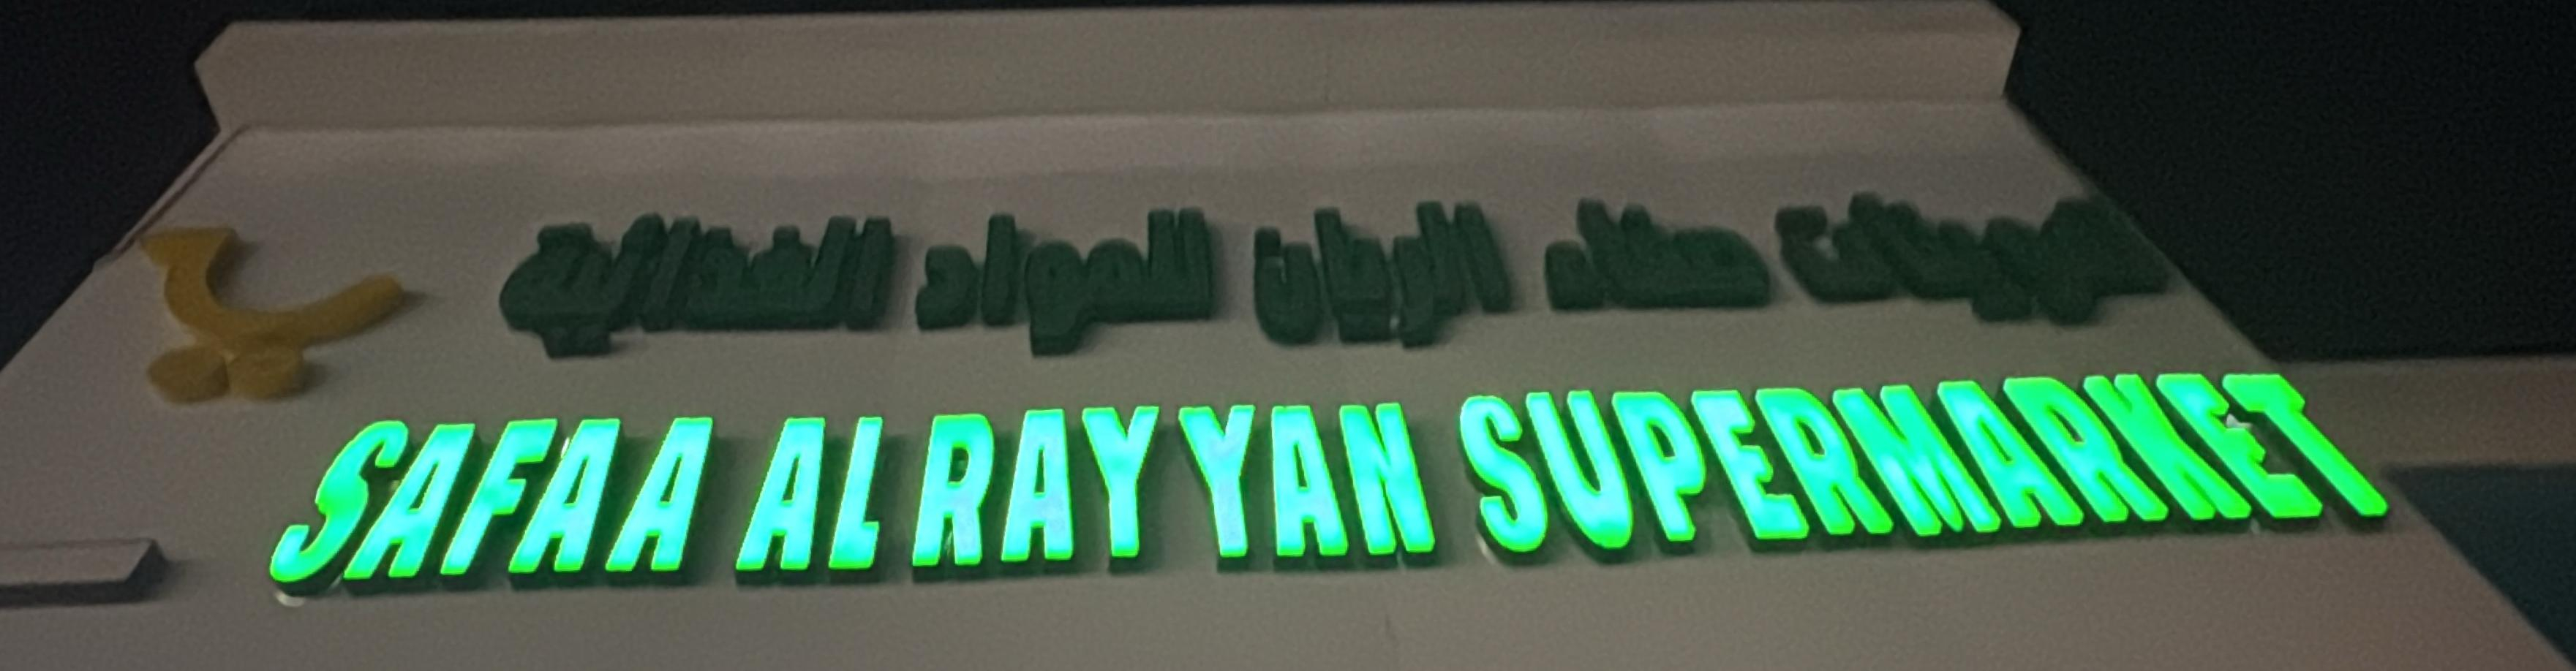 تموينات صفاء الريان للمواد الغذائية
SAFAA AL RAYYAN SUPERMARKET